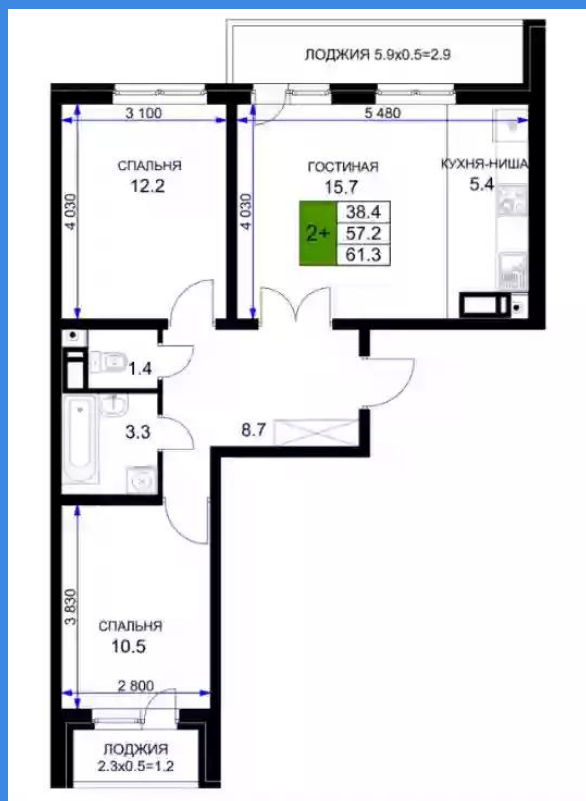 ЛОДЖИЯ 5.9х0.5=2.9
3 100
5 480
СПАЛЬНЯ
12.2
4 030
ГОСТИНАЯ
15.7
4 030
КУХНЯ-НИША
5.4
2+
38.4
57.2
61.3
1.4
3.3
8.7
3 830
СПАЛЬНЯ
10.5
2 800
ЛОДЖИЯ
2.3х0.5=1.2